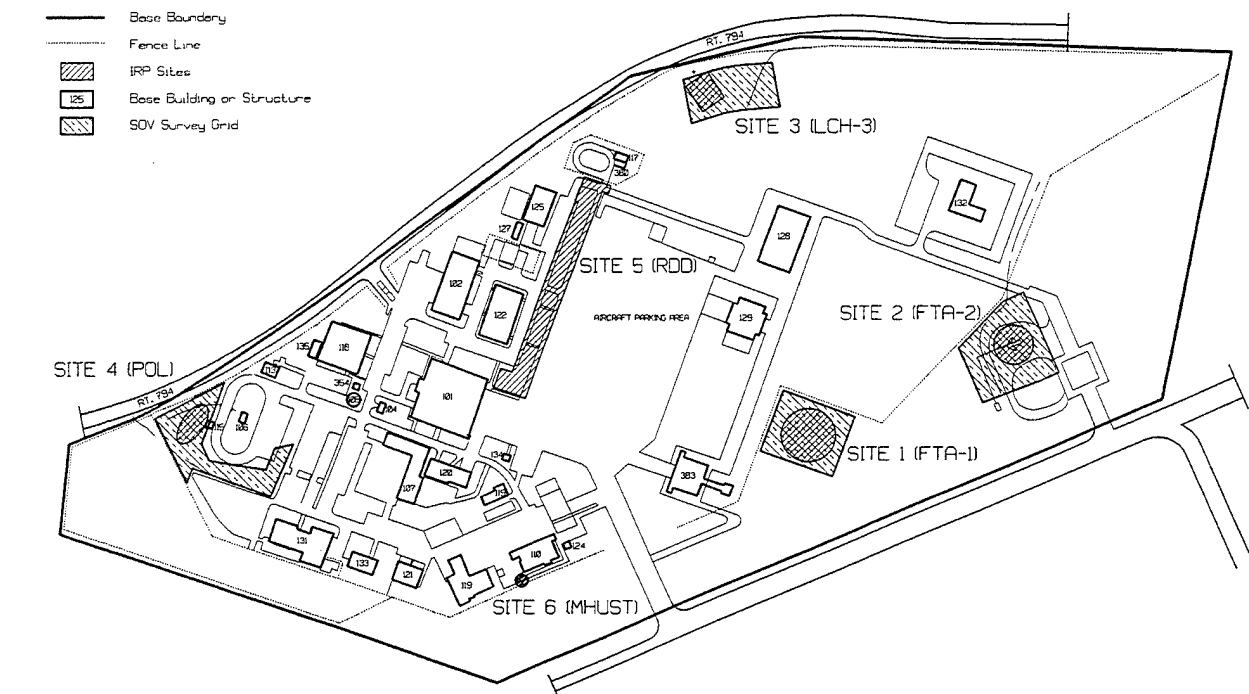 Base Boundary
Fence Line
IRP Sites
125 Base Building or Structure
SOV Survey Grid
RT. 794
SITE 3 (LCH-3)
117
380
125
127
132
128
SITE 5 (RDD)
102
122
AIRCRAFT PARKING AREA
129
SITE 2 (FTA-2)
135
118
SITE 4 (POL)
364
101
104
RT. 794
115
106
SITE 1 (FTA-1)
134
120
107
383
131
110
124
133
121
119
SITE 6 (MHUST)